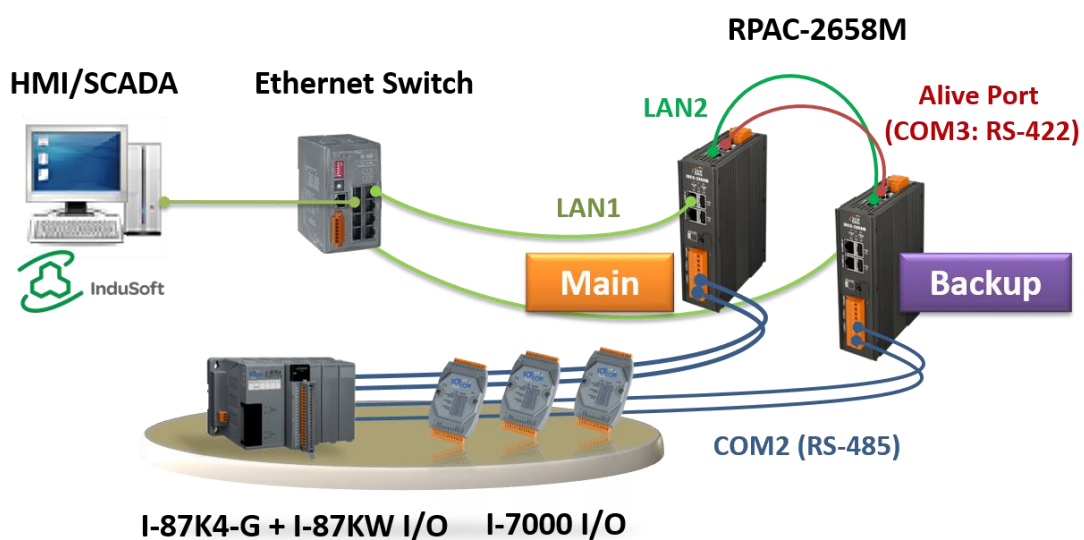 RPAC-2658M
HMI/SCADA
Ethernet Switch
LAN2
Alive Port
(COM3: RS-422)
LAN1
InduSoft
Main
Backup
COM2 (RS-485)
I-87K4-G + I-87KW I/O
I-7000 I/O